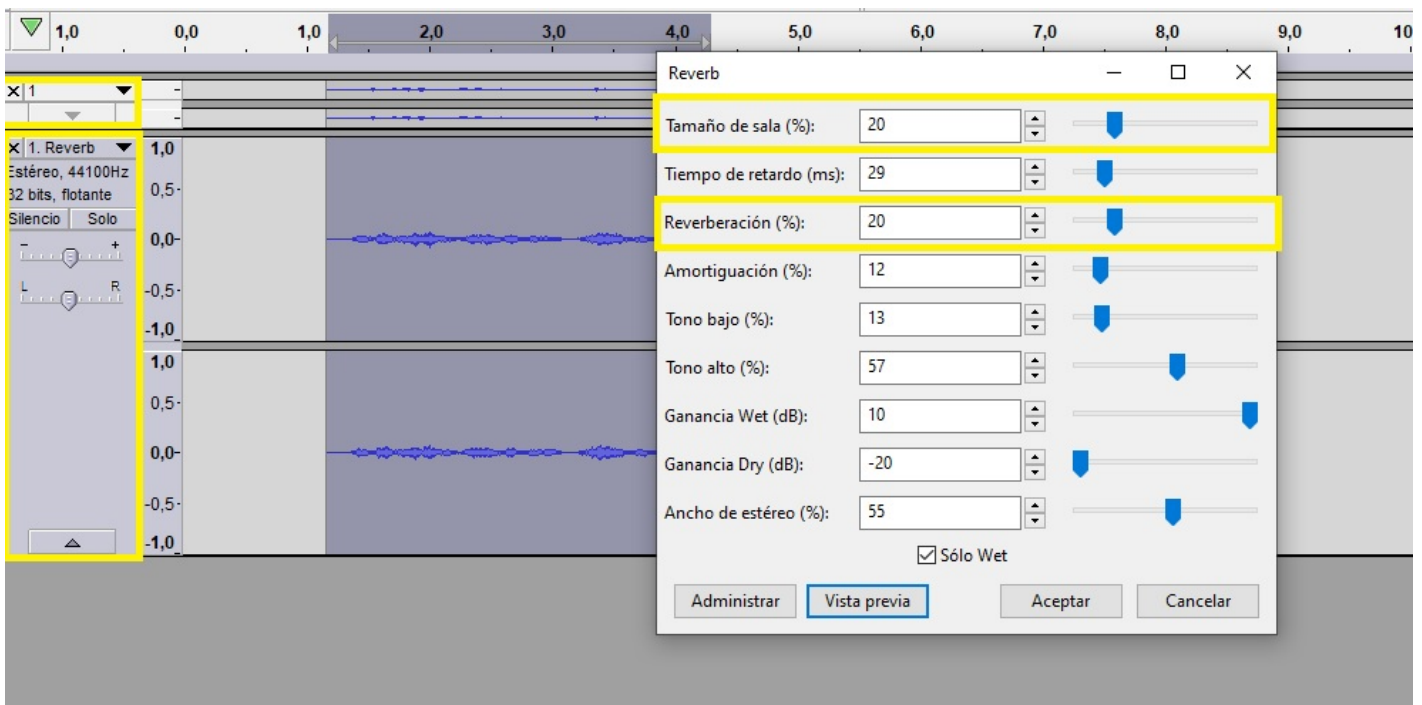 1,0 0,0 1,0 2,0 3,0 4,0 5,0 6,0 7,0 8,0 9,0 10
1
1. Reverb
Estéreo, 44100Hz
32 bits, flotante
Silencio Solo
- +
L R
1,0
0,5
0,0
-0,5
-1,0
1,0
0,5
0,0
-0,5
-1,0
Reverb
Tamaño de sala (%): 20
Tiempo de retardo (ms): 29
Reverberación (%): 20
Amortiguación (%): 12
Tono bajo (%): 13
Tono alto (%): 57
Ganancia Wet (dB): 10
Ganancia Dry (dB): -20
Ancho de estéreo (%): 55
Sólo Wet
Administrar Vista previa Aceptar Cancelar